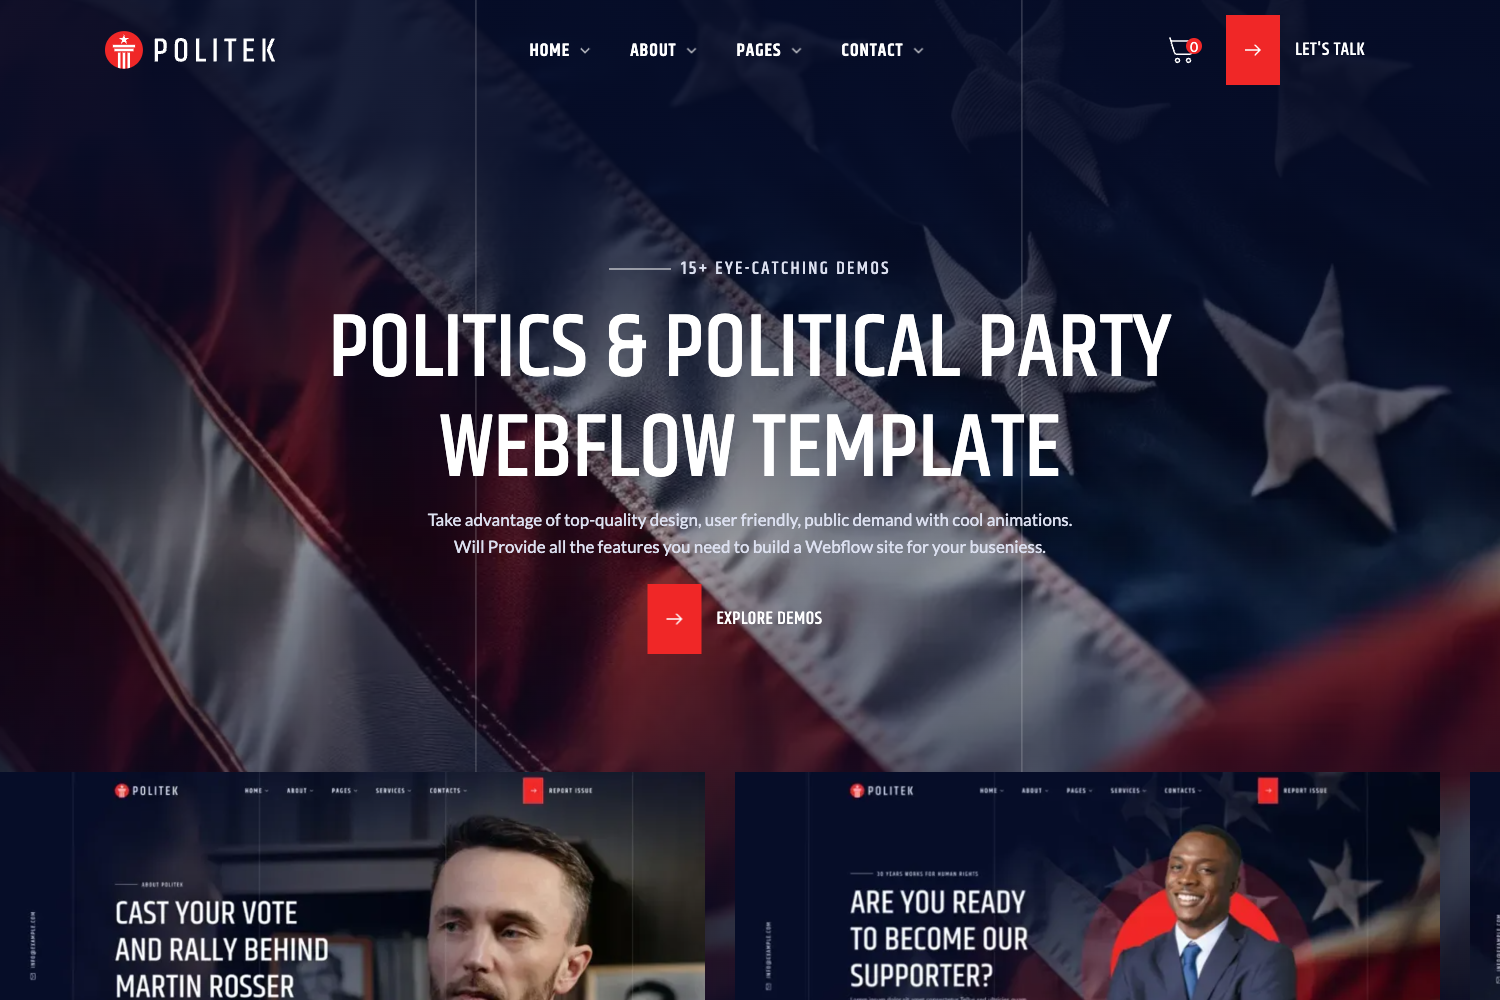 POLITEK
HOME
ABOUT
PAGES
CONTACT
0
LET'S TALK
15+ EYE-CATCHING DEMOS
POLITICS & POLITICAL PARTY
WEBFLOW TEMPLATE
Take advantage of top-quality design, user friendly, public demand with cool animations.
Will Provide all the features you need to build a Webflow site for your buseniess.
EXPLORE DEMOS
POLITEK
HOME
ABOUT
PAGES
SERVICES
CONTACTS
REPORT ISSUE
ABOUT POLITEK
CAST YOUR VOTE
AND RALLY BEHIND
MARTIN ROSSER
INFO@EXAMPLE.COM
POLITEK
HOME
ABOUT
PAGES
SERVICES
CONTACTS
REPORT ISSUE
30 YEARS WORKS FOR HUMAN RIGHTS
ARE YOU READY
TO BECOME OUR
SUPPORTER?
INFO@EXAMPLE.COM